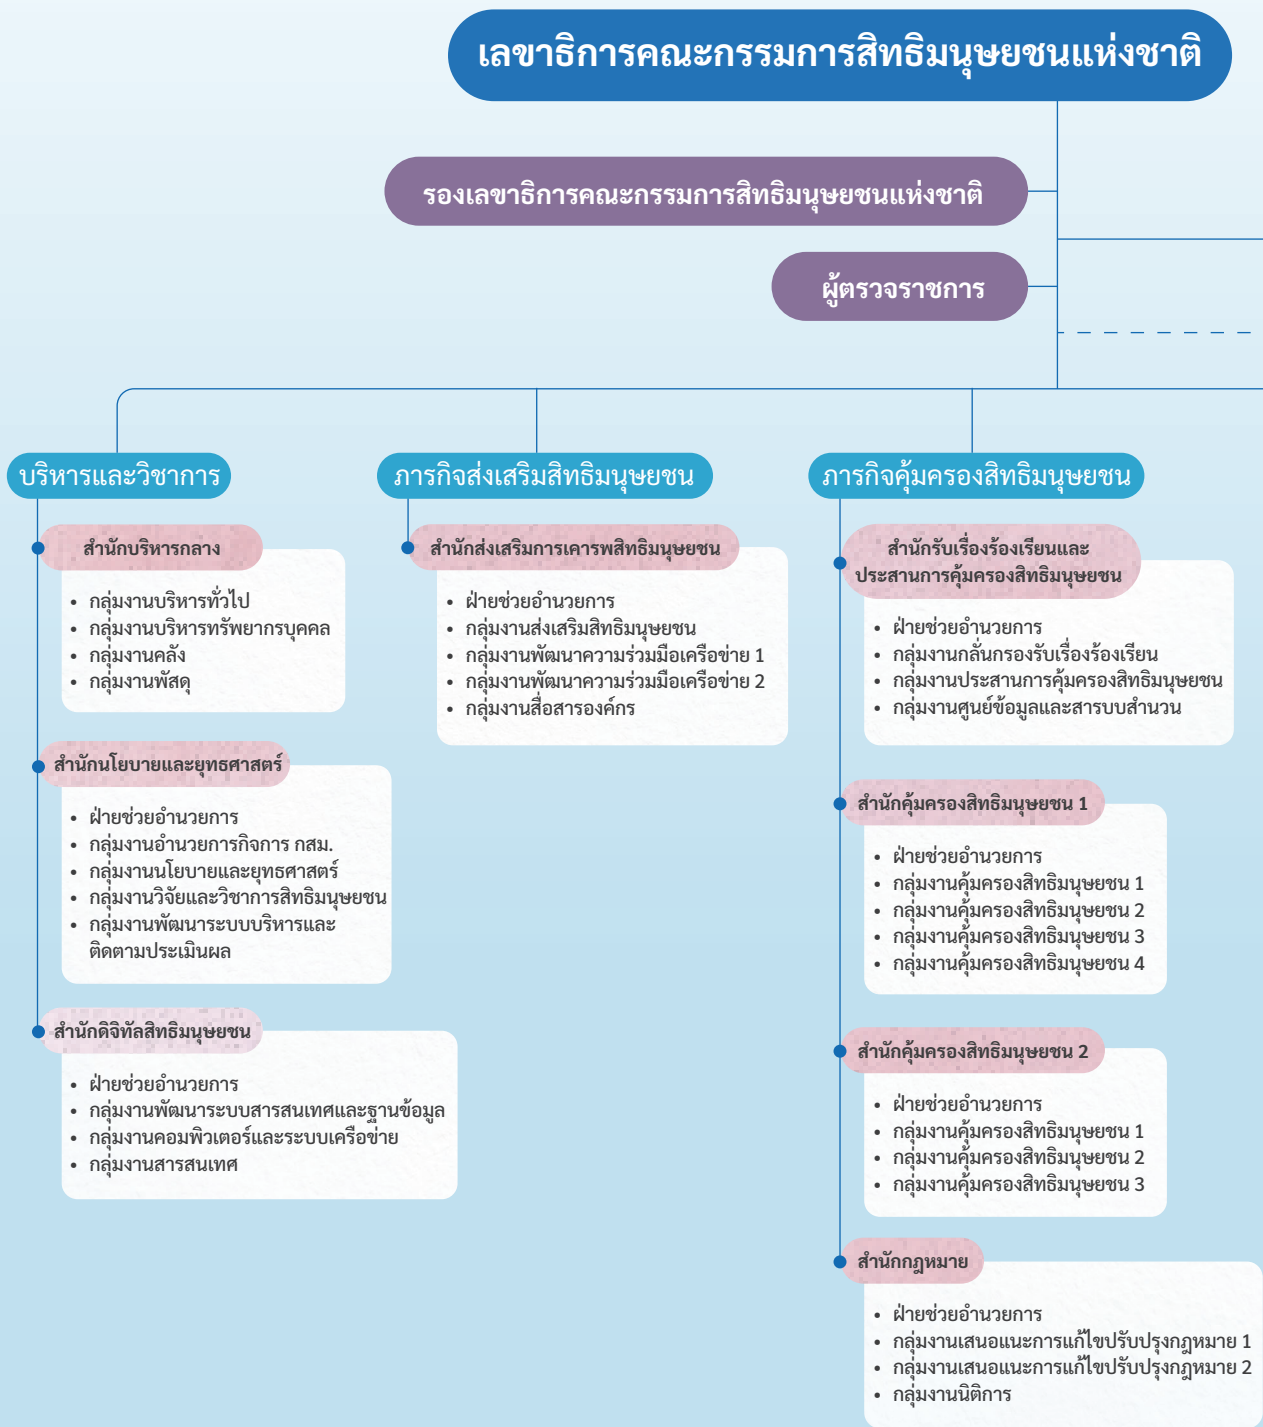 เลขาธิการคณะกรรมการสิทธิมนุษยชนแห่งชาติ
รองเลขาธิการคณะกรรมการสิทธิมนุษยชนแห่งชาติ
ผู้ตรวจราชการ
บริหารและวิชาการ
สำนักบริหารกลาง
• กลุ่มงานบริหารทั่วไป
• กลุ่มงานบริหารทรัพยากรบุคคล
• กลุ่มงานคลัง
• กลุ่มงานพัสดุ
สำนักนโยบายและยุทธศาสตร์
• ฝ่ายช่วยอำนวยการ
• กลุ่มงานอำนวยการกิจการ กสม.
• กลุ่มงานนโยบายและยุทธศาสตร์
• กลุ่มงานวิจัยและวิชาการสิทธิมนุษยชน
• กลุ่มงานพัฒนาระบบบริหารและ
ติดตามประเมินผล
สำนักดิจิทัลสิทธิมนุษยชน
• ฝ่ายช่วยอำนวยการ
• กลุ่มงานพัฒนาระบบสารสนเทศและฐานข้อมูล
• กลุ่มงานคอมพิวเตอร์และระบบเครือข่าย
• กลุ่มงานสารสนเทศ
ภารกิจส่งเสริมสิทธิมนุษยชน
สำนักส่งเสริมการเคารพสิทธิมนุษยชน
• ฝ่ายช่วยอำนวยการ
• กลุ่มงานส่งเสริมสิทธิมนุษยชน
• กลุ่มงานพัฒนาความร่วมมือเครือข่าย 1
• กลุ่มงานพัฒนาความร่วมมือเครือข่าย 2
• กลุ่มงานสื่อสารองค์กร
ภารกิจคุ้มครองสิทธิมนุษยชน
สำนักรับเรื่องร้องเรียนและ
ประสานการคุ้มครองสิทธิมนุษยชน
• ฝ่ายช่วยอำนวยการ
• กลุ่มงานกลั่นกรองรับเรื่องร้องเรียน
• กลุ่มงานประสานการคุ้มครองสิทธิมนุษยชน
• กลุ่มงานศูนย์ข้อมูลและสารบบสำนวน
สำนักคุ้มครองสิทธิมนุษยชน 1
• ฝ่ายช่วยอำนวยการ
• กลุ่มงานคุ้มครองสิทธิมนุษยชน 1
• กลุ่มงานคุ้มครองสิทธิมนุษยชน 2
• กลุ่มงานคุ้มครองสิทธิมนุษยชน 3
• กลุ่มงานคุ้มครองสิทธิมนุษยชน 4
สำนักคุ้มครองสิทธิมนุษยชน 2
• ฝ่ายช่วยอำนวยการ
• กลุ่มงานคุ้มครองสิทธิมนุษยชน 1
• กลุ่มงานคุ้มครองสิทธิมนุษยชน 2
• กลุ่มงานคุ้มครองสิทธิมนุษยชน 3
สำนักกฎหมาย
• ฝ่ายช่วยอำนวยการ
• กลุ่มงานเสนอแนะการแก้ไขปรับปรุงกฎหมาย 1
• กลุ่มงานเสนอแนะการแก้ไขปรับปรุงกฎหมาย 2
• กลุ่มงานนิติการ